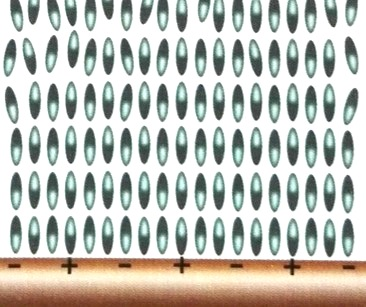 - + - + - + -